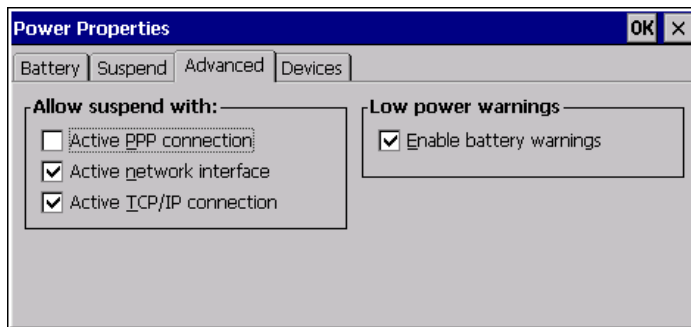 Power Properties OK ×
Battery Suspend Advanced Devices
Allow suspend with:
Active PPP connection
Active network interface
Active TCP/IP connection
Low power warnings
Enable battery warnings